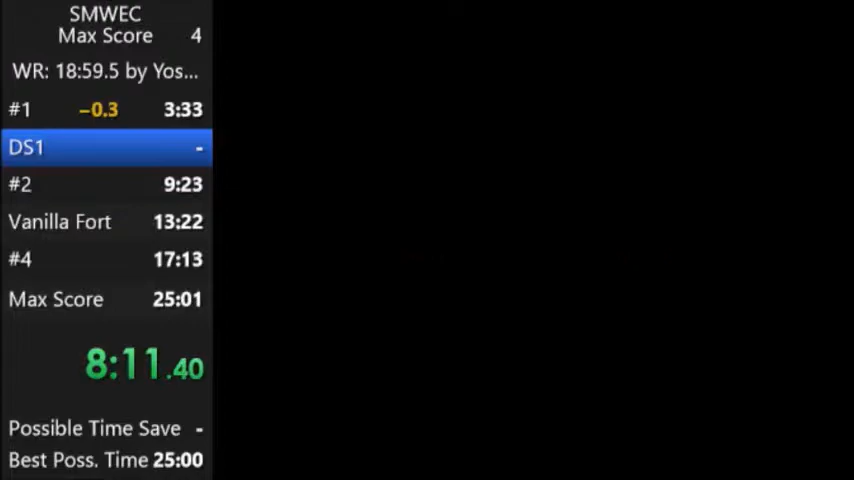 SMWEC
Max Score 4
WR: 18:59.5 by Yos...
#1 −0.3 3:33
DS1 -
#2 9:23
Vanilla Fort 13:22
#4 17:13
Max Score 25:01
8:11.40
Possible Time Save -
Best Poss. Time 25:00